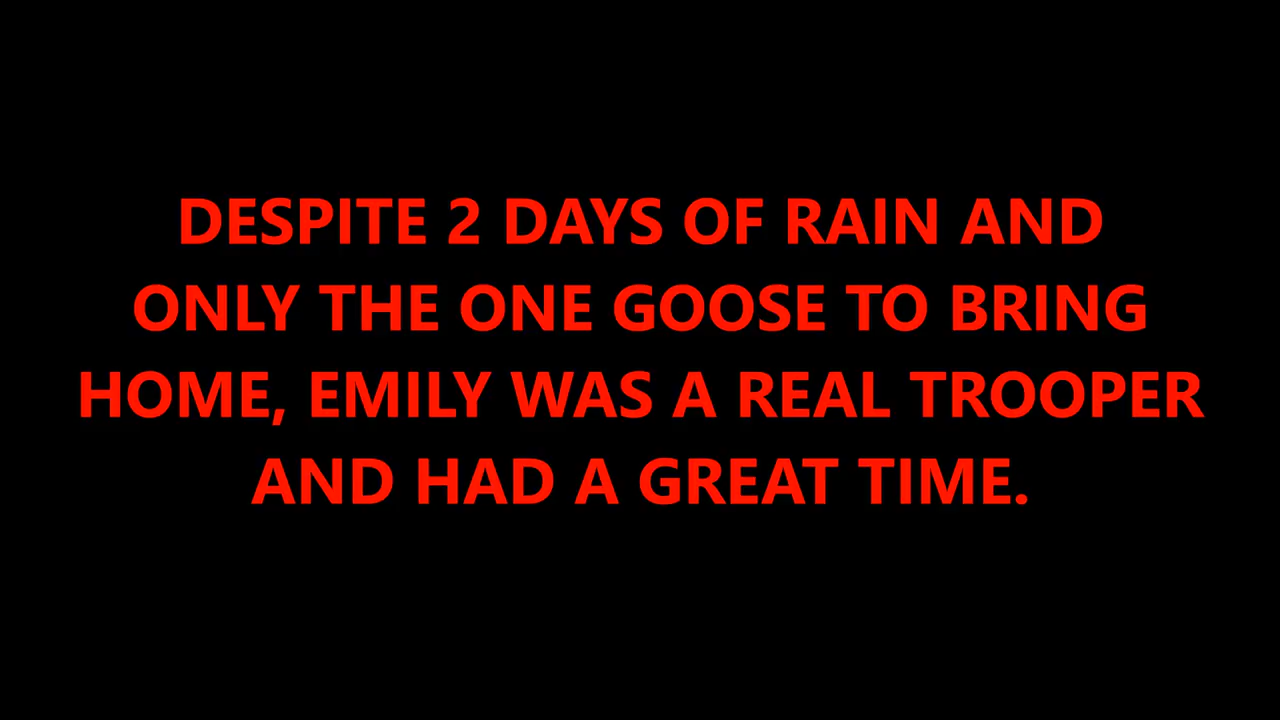 DESPITE 2 DAYS OF RAIN AND
ONLY THE ONE GOOSE TO BRING
HOME, EMILY WAS A REAL TROOPER
AND HAD A GREAT TIME.